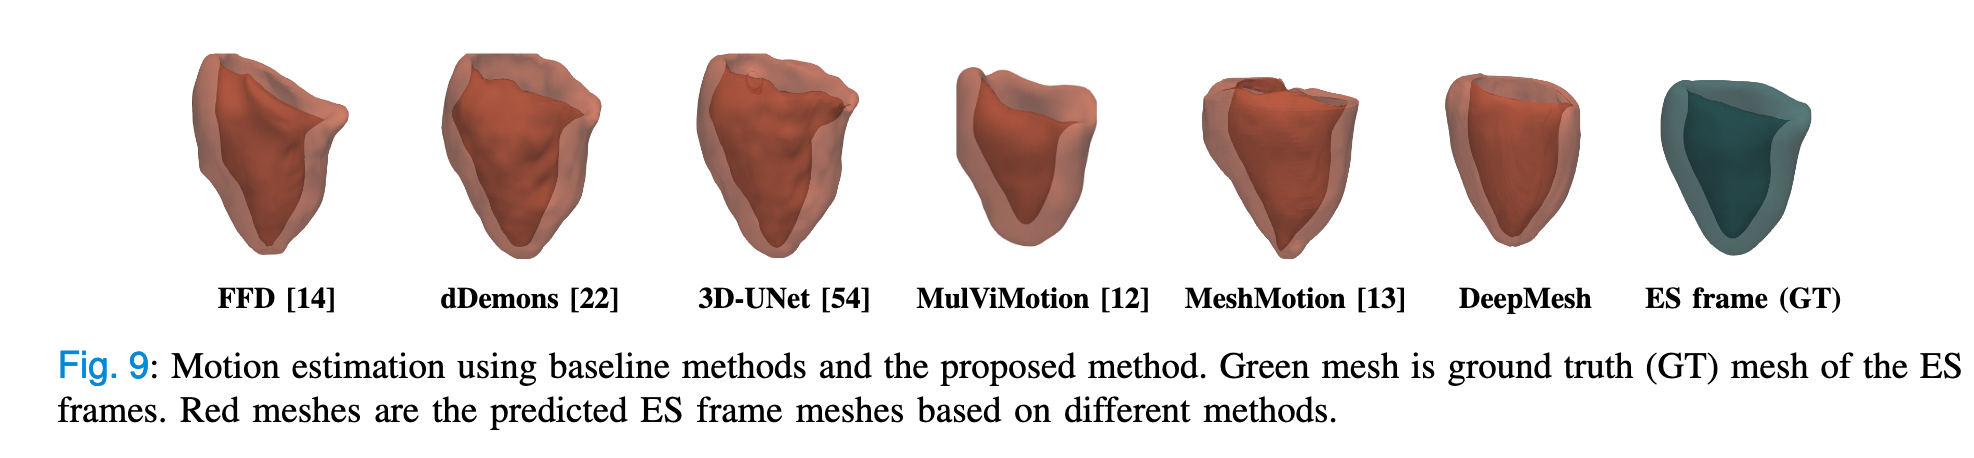 FFD [14] dDemons [22] 3D-UNet [54] MulViMotion [12] MeshMotion [13] DeepMesh ES frame (GT)
Fig. 9: Motion estimation using baseline methods and the proposed method. Green mesh is ground truth (GT) mesh of the ES
frames. Red meshes are the predicted ES frame meshes based on different methods.